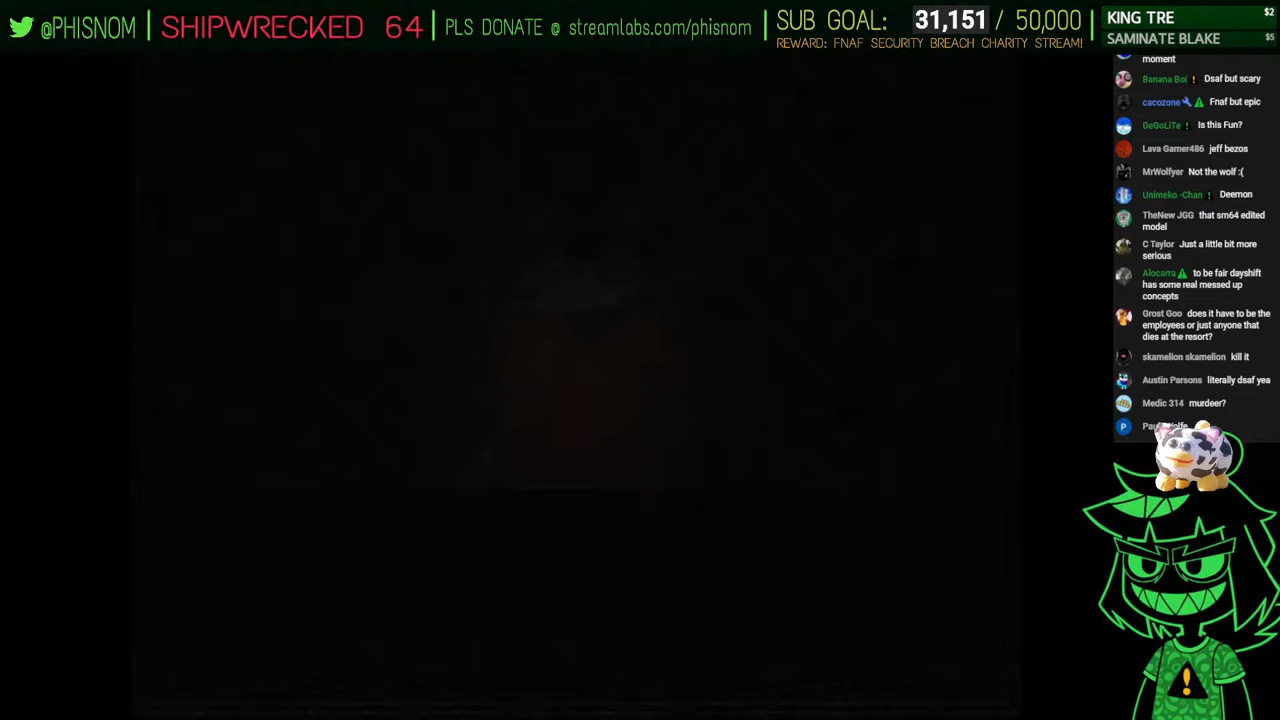 @PHISNOM
SHIPWRECKED 64
PLS DONATE @ streamlabs.com/phisnom
SUB GOAL: 31,151 / 50,000
REWARD: FNAF SECURITY BREACH CHARITY STREAM!
KING TRE $2
SAMINATE BLAKE $5
moment
Banana Boi Dsaf but scary
cacozone Fnaf but epic
DeGoLiTe Is this Fun?
Lava Gamer486 jeff bezos
MrWolfyer Not the wolf :(
Unimeko -Chan Deemon
TheNew JGG that sm64 edited
model
C Taylor Just a little bit more
serious
Alocarra to be fair dayshift
has some real messed up
concepts
Grost Goo does it have to be the
employees or just anyone that
dies at the resort?
skamelion skamelion kill it
Austin Parsons literally dsaf yea
Medic 314 murdeer?
P